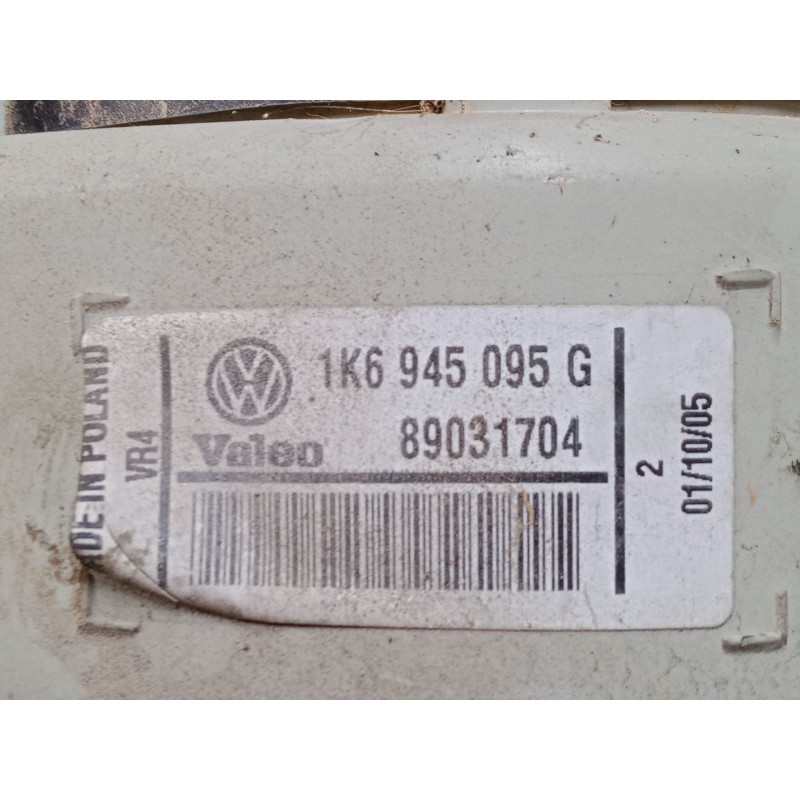 DE IN POLAND
VR4
1K6 945 095 G
Valeo
89031704
2
01/10/05